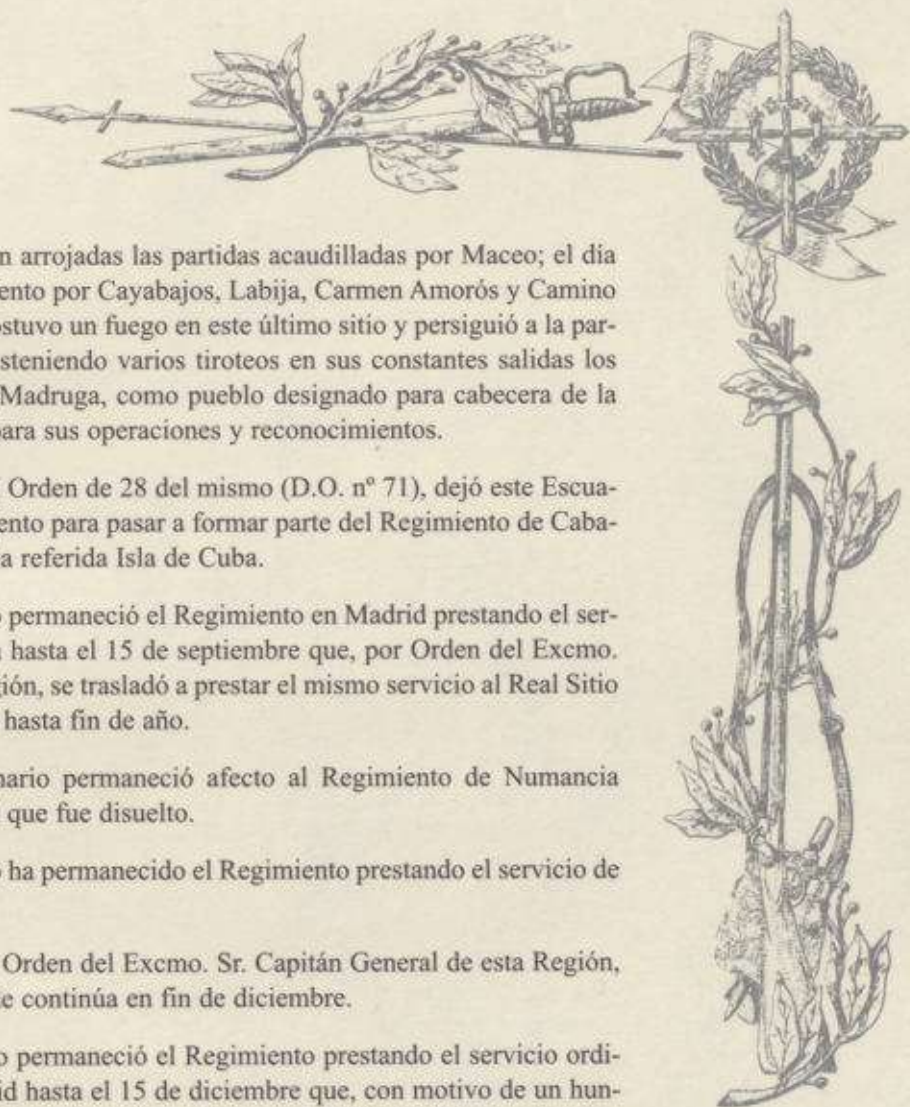 n arrojadas las partidas acaudilladas por Maceo; el día
ento por Cayabajos, Labija, Carmen Amorós y Camino
ostuvo un fuego en este último sitio y persiguió a la par-
steniendo varios tiroteos en sus constantes salidas los
Madruga, como pueblo designado para cabecera de la
para sus operaciones y reconocimientos.
Orden de 28 del mismo (D.O. nº 71), dejó este Escua-
ento para pasar a formar parte del Regimiento de Caba-
a referida Isla de Cuba.
o permaneció el Regimiento en Madrid prestando el ser-
a hasta el 15 de septiembre que, por Orden del Excmo.
gión, se trasladó a prestar el mismo servicio al Real Sitio
hasta fin de año.
nario permaneció afecto al Regimiento de Numancia
que fue disuelto.
o ha permanecido el Regimiento prestando el servicio de
Orden del Excmo. Sr. Capitán General de esta Región,
e continúa en fin de diciembre.
o permaneció el Regimiento prestando el servicio ordi-
id hasta el 15 de diciembre que, con motivo de un hun-